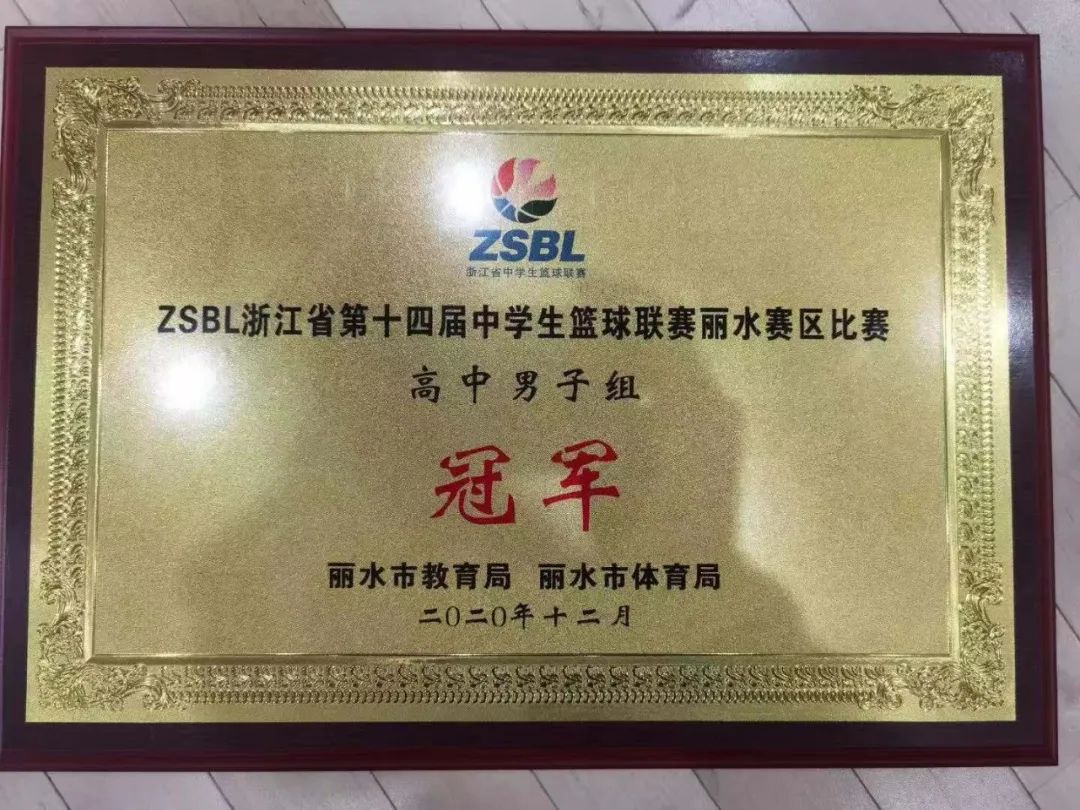 ZSBL
浙江省中学生篮球联赛
ZSBL浙江省第十四届中学生篮球联赛丽水赛区比赛
高中男子组
冠军
丽水市教育局 丽水市体育局
二〇二〇年十二月